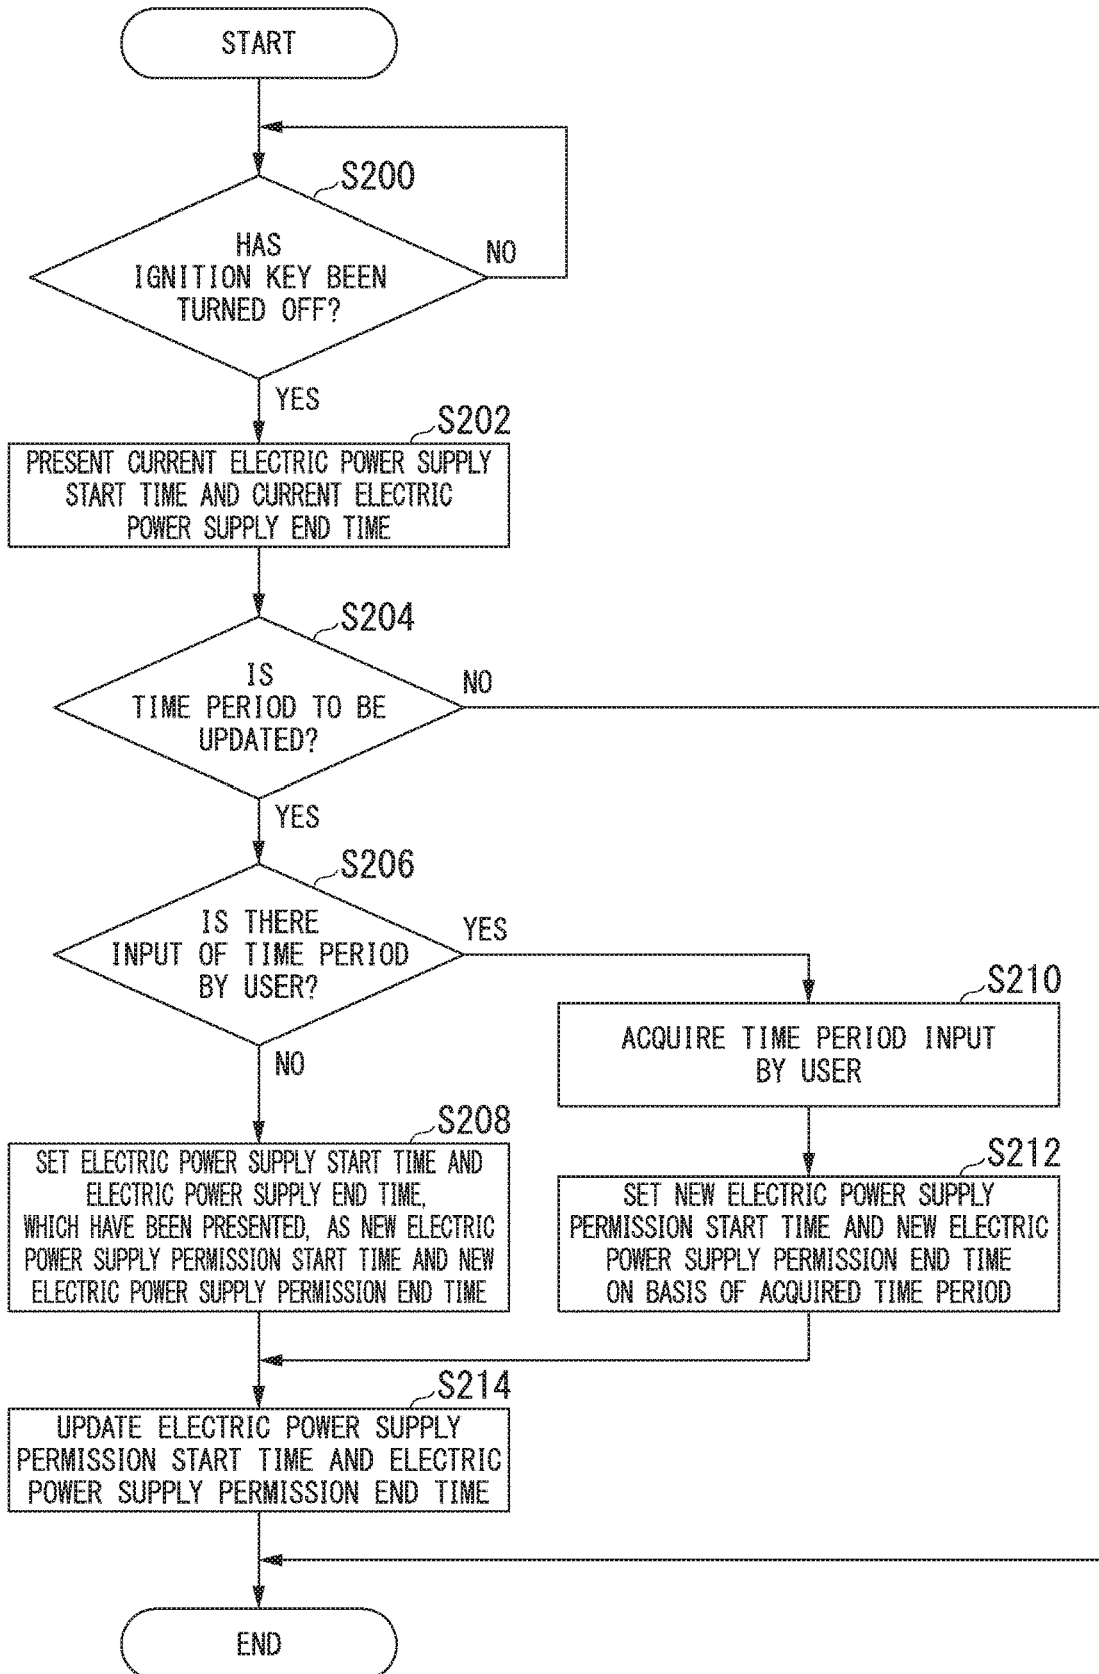 START
S200
HAS
IGNITION KEY BEEN
TURNED OFF?
NO
YES
S202
PRESENT CURRENT ELECTRIC POWER SUPPLY
START TIME AND CURRENT ELECTRIC
POWER SUPPLY END TIME
S204
IS
TIME PERIOD TO BE
UPDATED?
NO
YES
S206
IS THERE
INPUT OF TIME PERIOD
BY USER?
YES
NO
S210
ACQUIRE TIME PERIOD INPUT
BY USER
S208
SET ELECTRIC POWER SUPPLY START TIME AND
ELECTRIC POWER SUPPLY END TIME,
WHICH HAVE BEEN PRESENTED, AS NEW ELECTRIC
POWER SUPPLY PERMISSION START TIME AND NEW
ELECTRIC POWER SUPPLY PERMISSION END TIME
S212
SET NEW ELECTRIC POWER SUPPLY
PERMISSION START TIME AND NEW ELECTRIC
POWER SUPPLY PERMISSION END TIME
ON BASIS OF ACQUIRED TIME PERIOD
S214
UPDATE ELECTRIC POWER SUPPLY
PERMISSION START TIME AND ELECTRIC
POWER SUPPLY PERMISSION END TIME
END